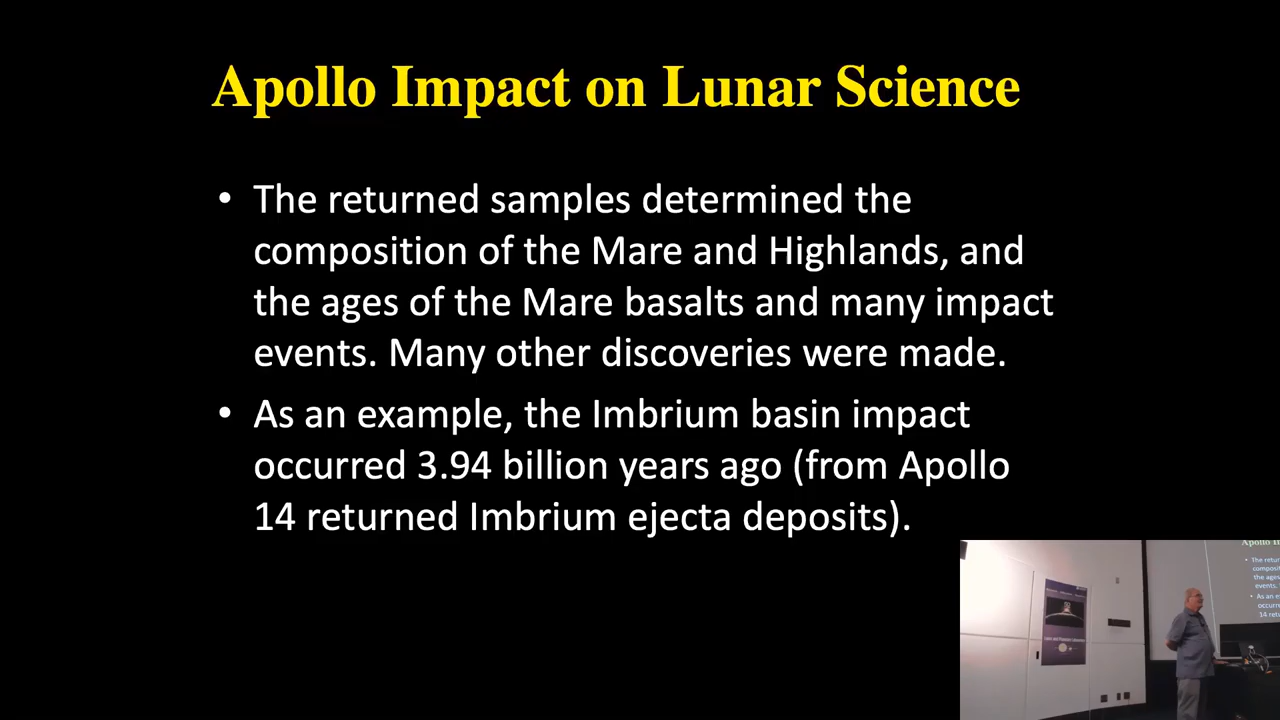 Apollo Impact on Lunar Science
• The returned samples determined the
composition of the Mare and Highlands, and
the ages of the Mare basalts and many impact
events. Many other discoveries were made.
• As an example, the Imbrium basin impact
occurred 3.94 billion years ago (from Apollo
14 returned Imbrium ejecta deposits).